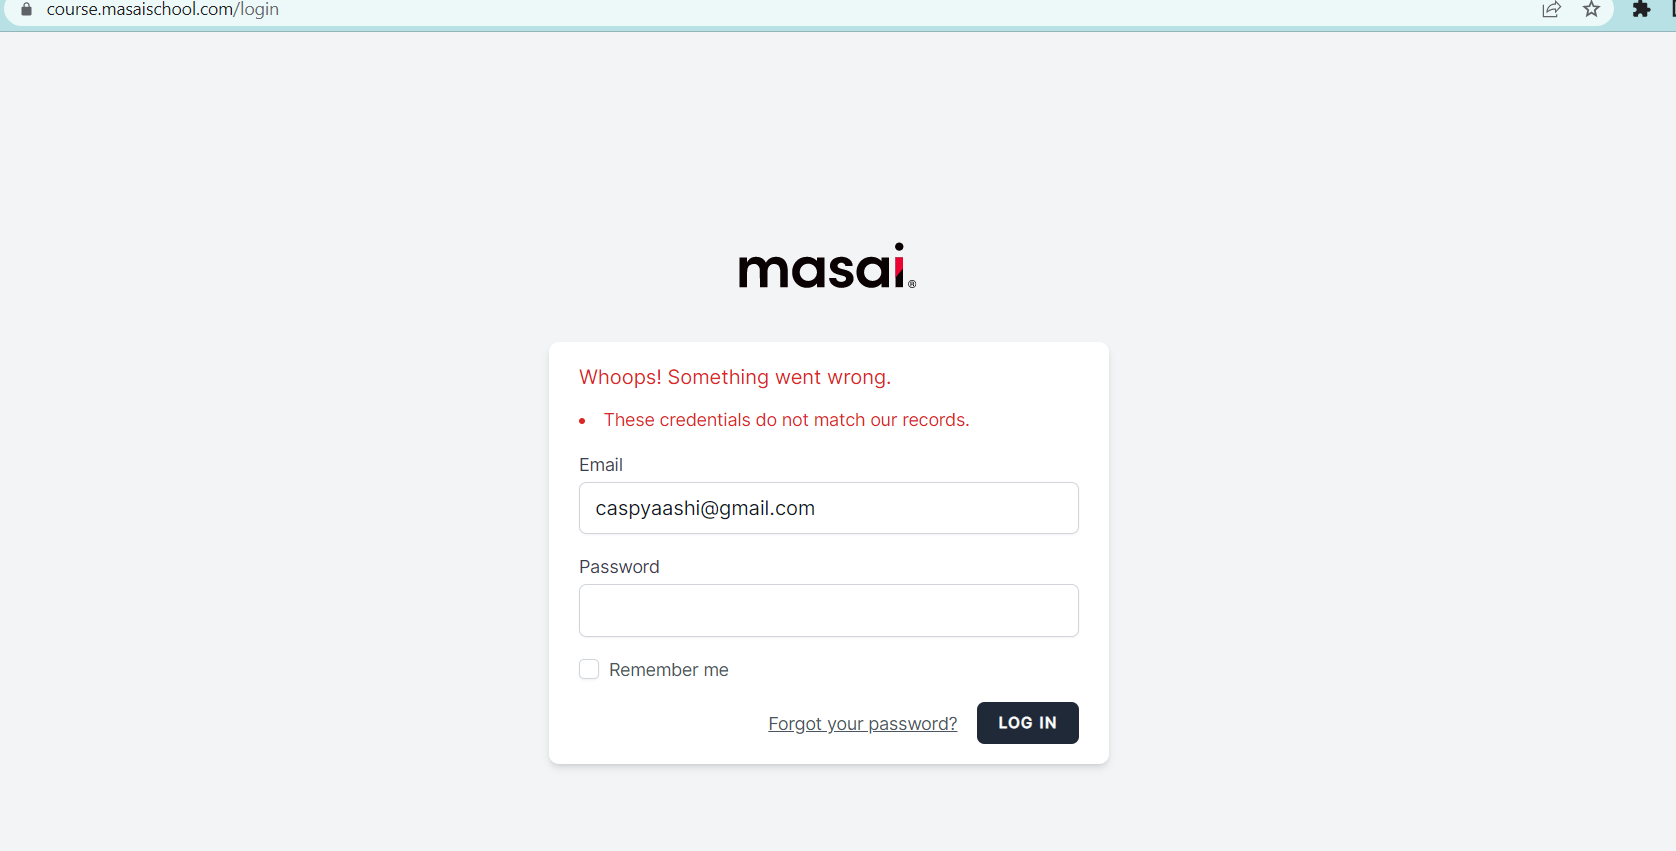 course.masaischool.com/login
masai.®
Whoops! Something went wrong.
• These credentials do not match our records.
Email
caspyaashi@gmail.com
Password
Remember me
Forgot your password?
LOG IN